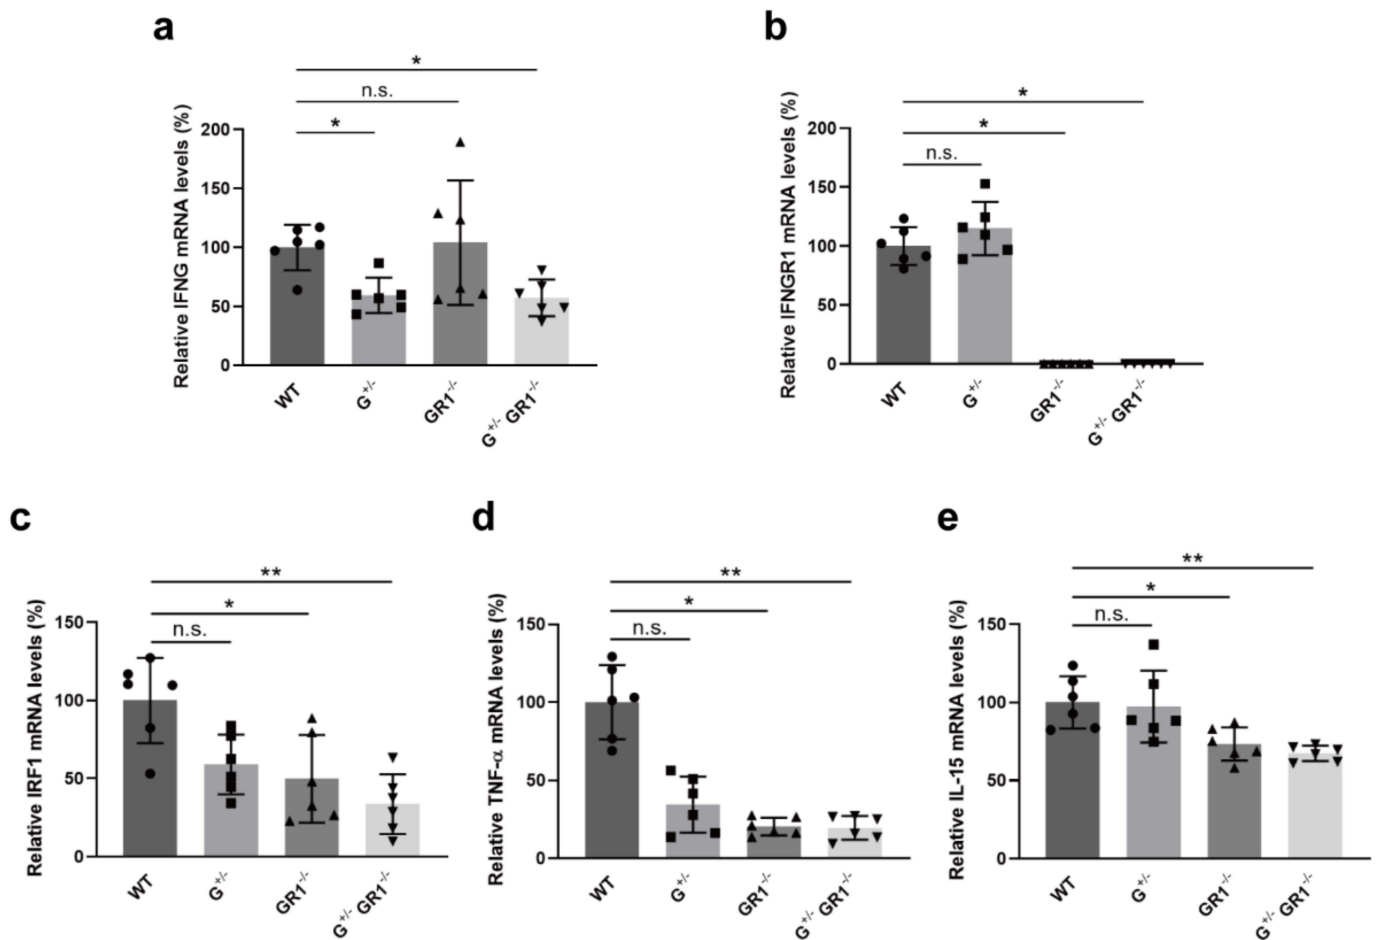 a
*
n.s.
*
Relative IFNG mRNA levels (%)
200
150
100
50
0
WT
G+/-
GR1-/-
G+/- GR1-/-
b
*
*
n.s.
Relative IFNGR1 mRNA levels (%)
200
150
100
50
0
WT
G+/-
GR1-/-
G+/- GR1-/-
c
**
*
n.s.
Relative IRF1 mRNA levels (%)
150
100
50
0
WT
G+/-
GR1-/-
G+/- GR1-/-
d
**
*
n.s.
Relative TNF-α mRNA levels (%)
150
100
50
0
WT
G+/-
GR1-/-
G+/- GR1-/-
e
**
*
n.s.
Relative IL-15 mRNA levels (%)
150
100
50
0
WT
G+/-
GR1-/-
G+/- GR1-/-